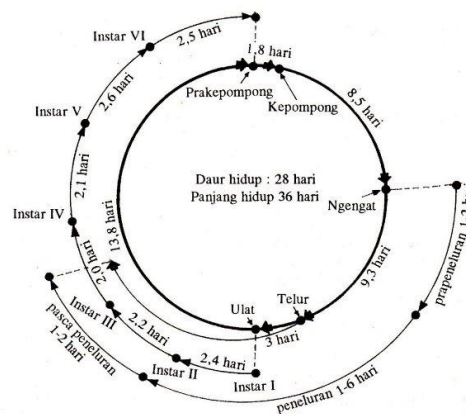 Instar VI
2,5 hari
1,8 hari
Prakepompong
Kepompong
8,5 hari
2,6 hari
Instar V
2,1 hari
Instar IV
Daur hidup : 28 hari
Panjang hidup 36 hari
Ngengat
prapeneluran 1-2 hari
9,3 hari
13,8 hari
2,0 hari
Instar III
2,2 hari
Instar II
2,4 hari
Instar I
Ulat
Telur
3 hari
pasca peneluran
1-2 hari
peneluran 1-6 hari